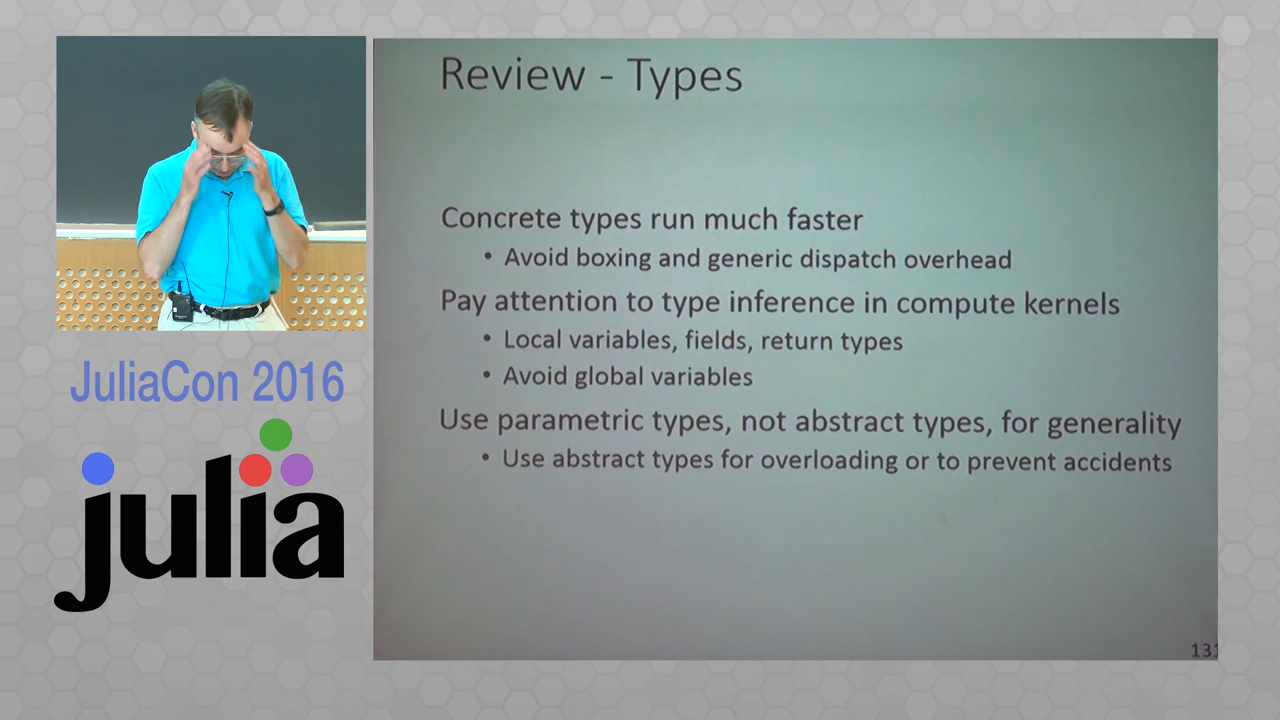 Review - Types
Concrete types run much faster
• Avoid boxing and generic dispatch overhead
Pay attention to type inference in compute kernels
• Local variables, fields, return types
• Avoid global variables
Use parametric types, not abstract types, for generality
• Use abstract types for overloading or to prevent accidents
131
JuliaCon 2016
julia